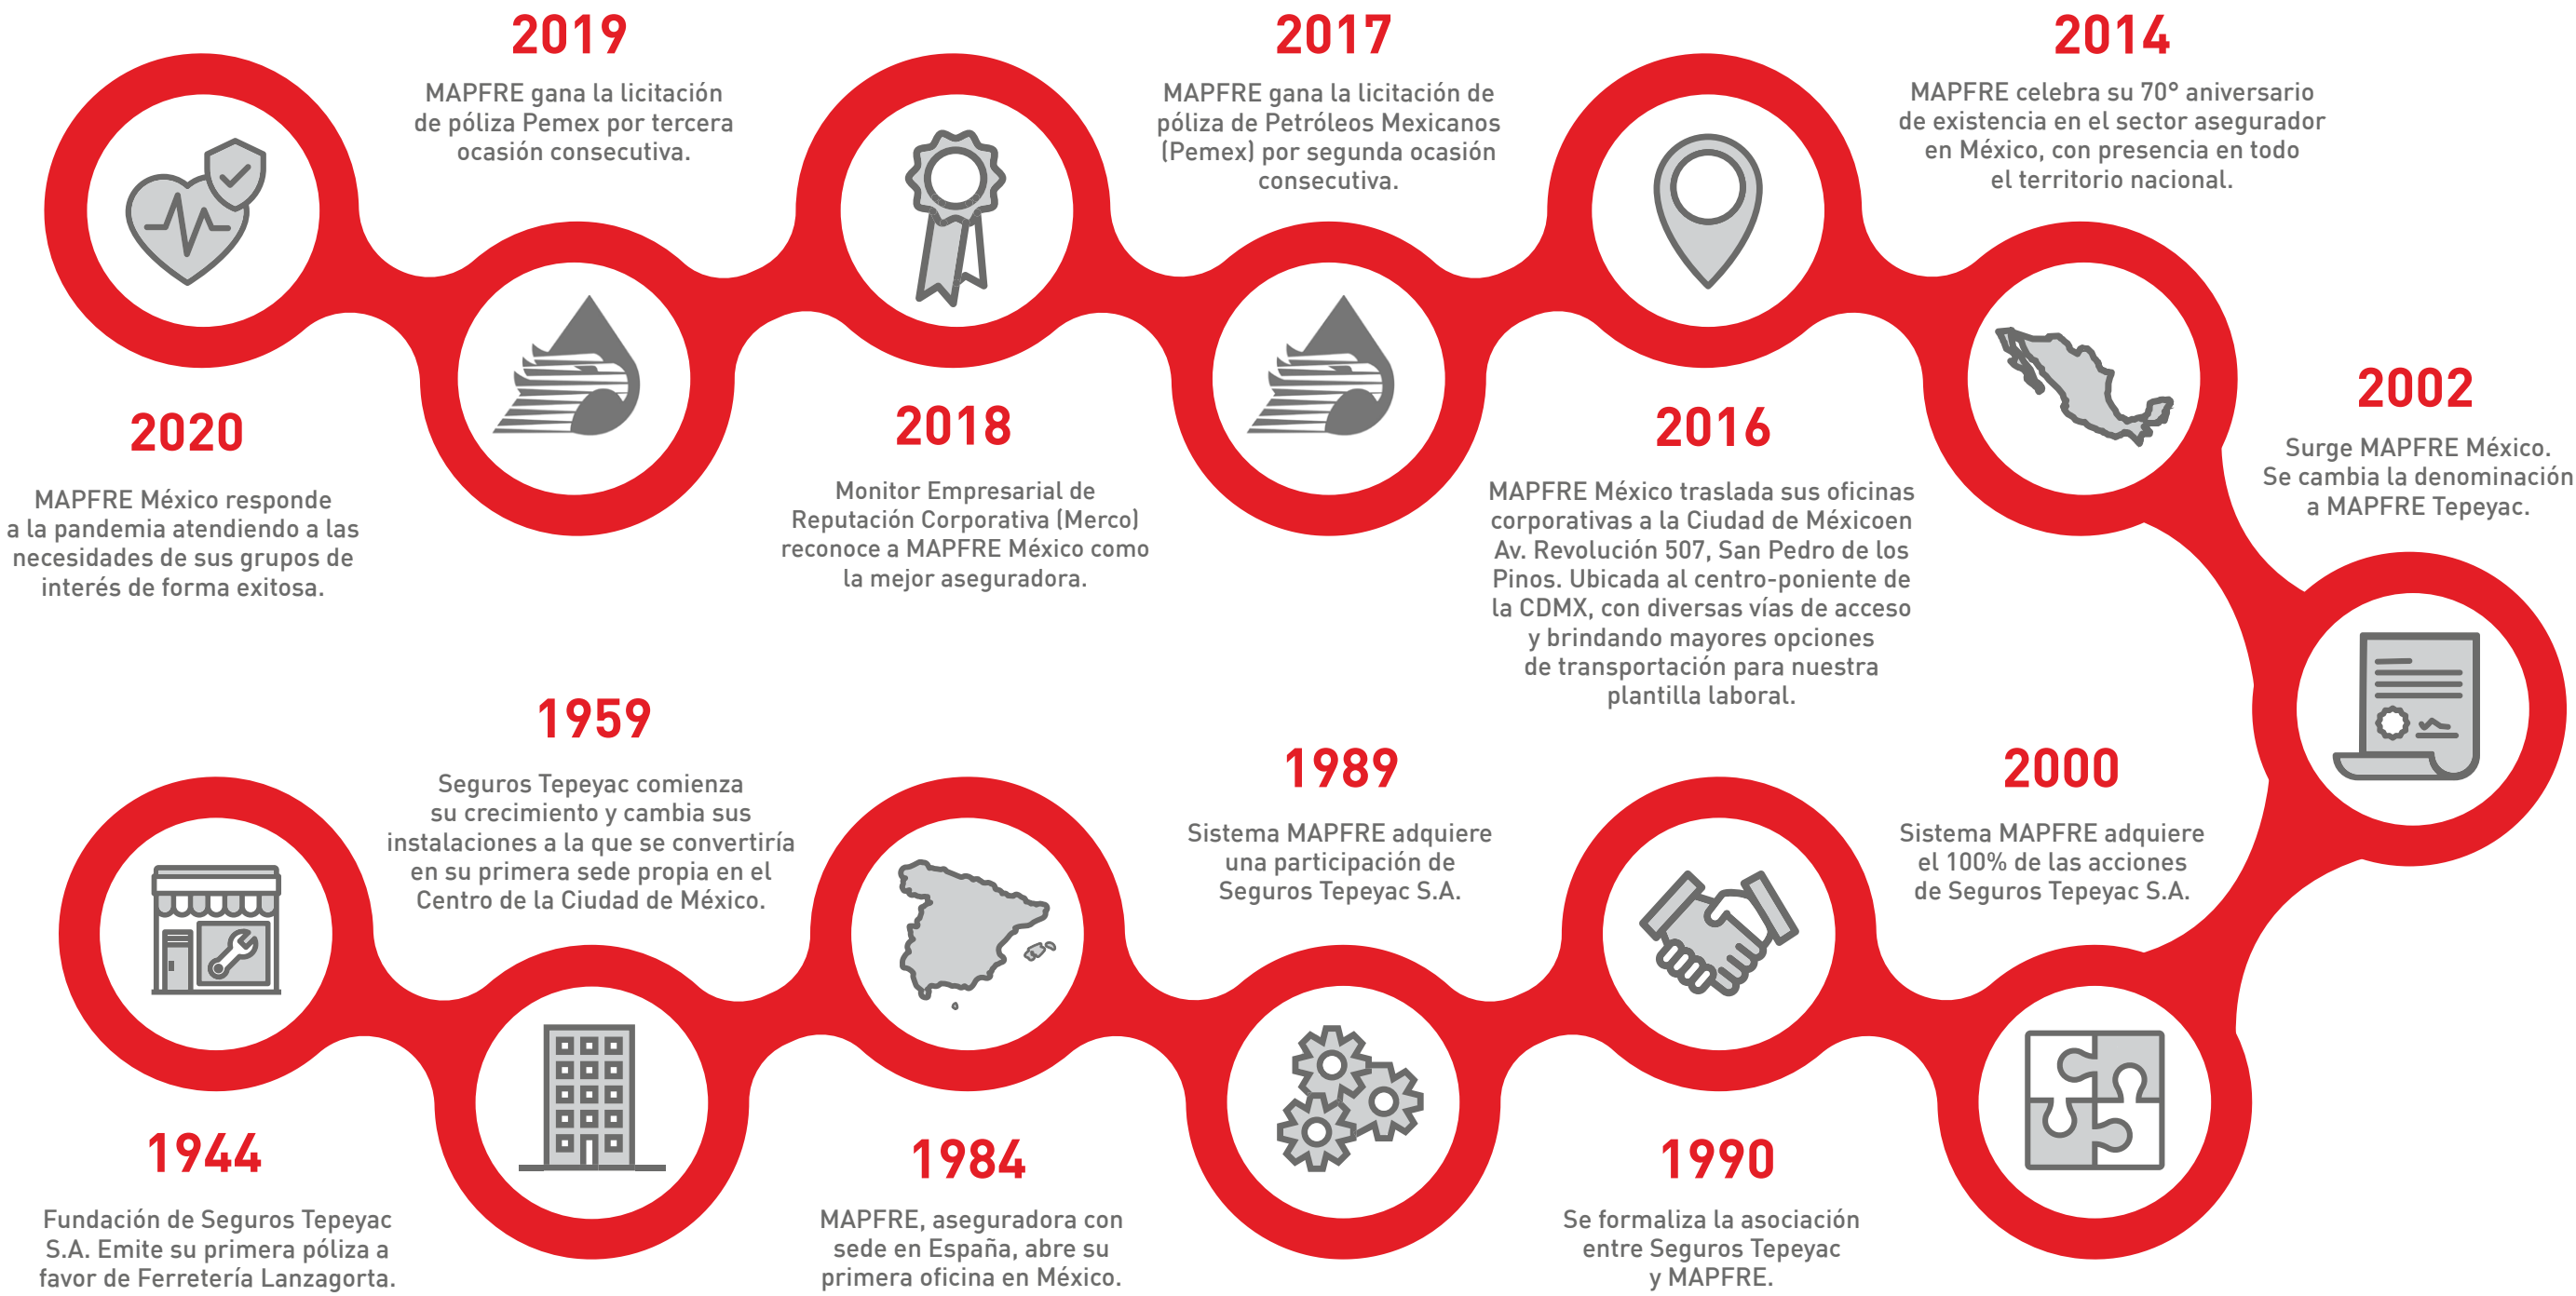 2019
MAPFRE gana la licitación
de póliza Pemex por tercera
ocasión consecutiva.
2017
MAPFRE gana la licitación de
póliza de Petróleos Mexicanos
(Pemex) por segunda ocasión
consecutiva.
2014
MAPFRE celebra su 70° aniversario
de existencia en el sector asegurador
en México, con presencia en todo
el territorio nacional.
2020
MAPFRE México responde
a la pandemia atendiendo a las
necesidades de sus grupos de
interés de forma exitosa.
2018
Monitor Empresarial de
Reputación Corporativa (Merco)
reconoce a MAPFRE México como
la mejor aseguradora.
2016
MAPFRE México traslada sus oficinas
corporativas a la Ciudad de Méxicoen
Av. Revolución 507, San Pedro de los
Pinos. Ubicada al centro-poniente de
la CDMX, con diversas vías de acceso
y brindando mayores opciones
de transportación para nuestra
plantilla laboral.
2002
Surge MAPFRE México.
Se cambia la denominación
a MAPFRE Tepeyac.
1959
Seguros Tepeyac comienza
su crecimiento y cambia sus
instalaciones a la que se convertiría
en su primera sede propia en el
Centro de la Ciudad de México.
1989
Sistema MAPFRE adquiere
una participación de
Seguros Tepeyac S.A.
2000
Sistema MAPFRE adquiere
el 100% de las acciones
de Seguros Tepeyac S.A.
1944
Fundación de Seguros Tepeyac
S.A. Emite su primera póliza a
favor de Ferretería Lanzagorta.
1984
MAPFRE, aseguradora con
sede en España, abre su
primera oficina en México.
1990
Se formaliza la asociación
entre Seguros Tepeyac
y MAPFRE.